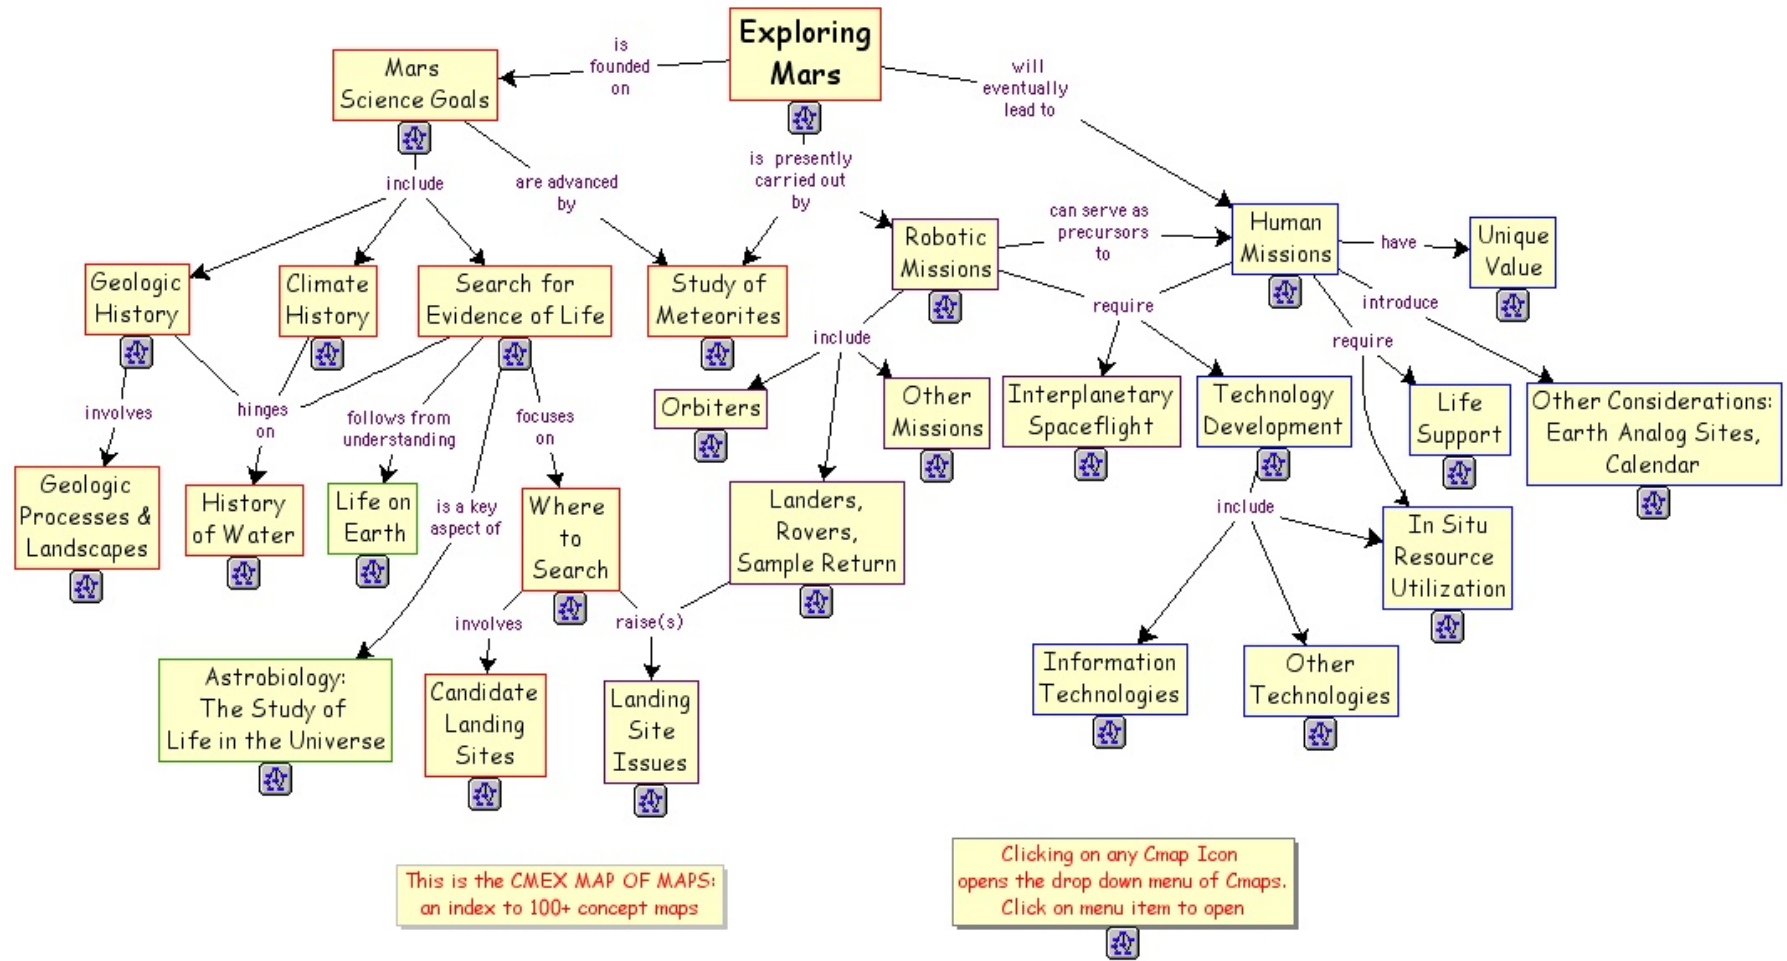 Exploring
Mars
is
founded
on
Mars
Science Goals
will
eventually
lead to
is presently
carried out
by
include
are advanced
by
can serve as
precursors
to
Robotic
Missions
Human
Missions
have
Unique
Value
Geologic
History
Climate
History
Search for
Evidence of Life
Study of
Meteorites
include
require
require
introduce
involves
hinges
on
follows from
understanding
focuses
on
Orbiters
Other
Missions
Interplanetary
Spaceflight
Technology
Development
Life
Support
Other Considerations:
Earth Analog Sites,
Calendar
Geologic
Processes &
Landscapes
History
of Water
Life on
Earth
is a key
aspect of
Where
to
Search
Landers,
Rovers,
Sample Return
include
In Situ
Resource
Utilization
involves
raise(s)
Astrobiology:
The Study of
Life in the Universe
Candidate
Landing
Sites
Landing
Site
Issues
Information
Technologies
Other
Technologies
This is the CMEX MAP OF MAPS:
an index to 100+ concept maps
Clicking on any Cmap Icon
opens the drop down menu of Cmaps.
Click on menu item to open